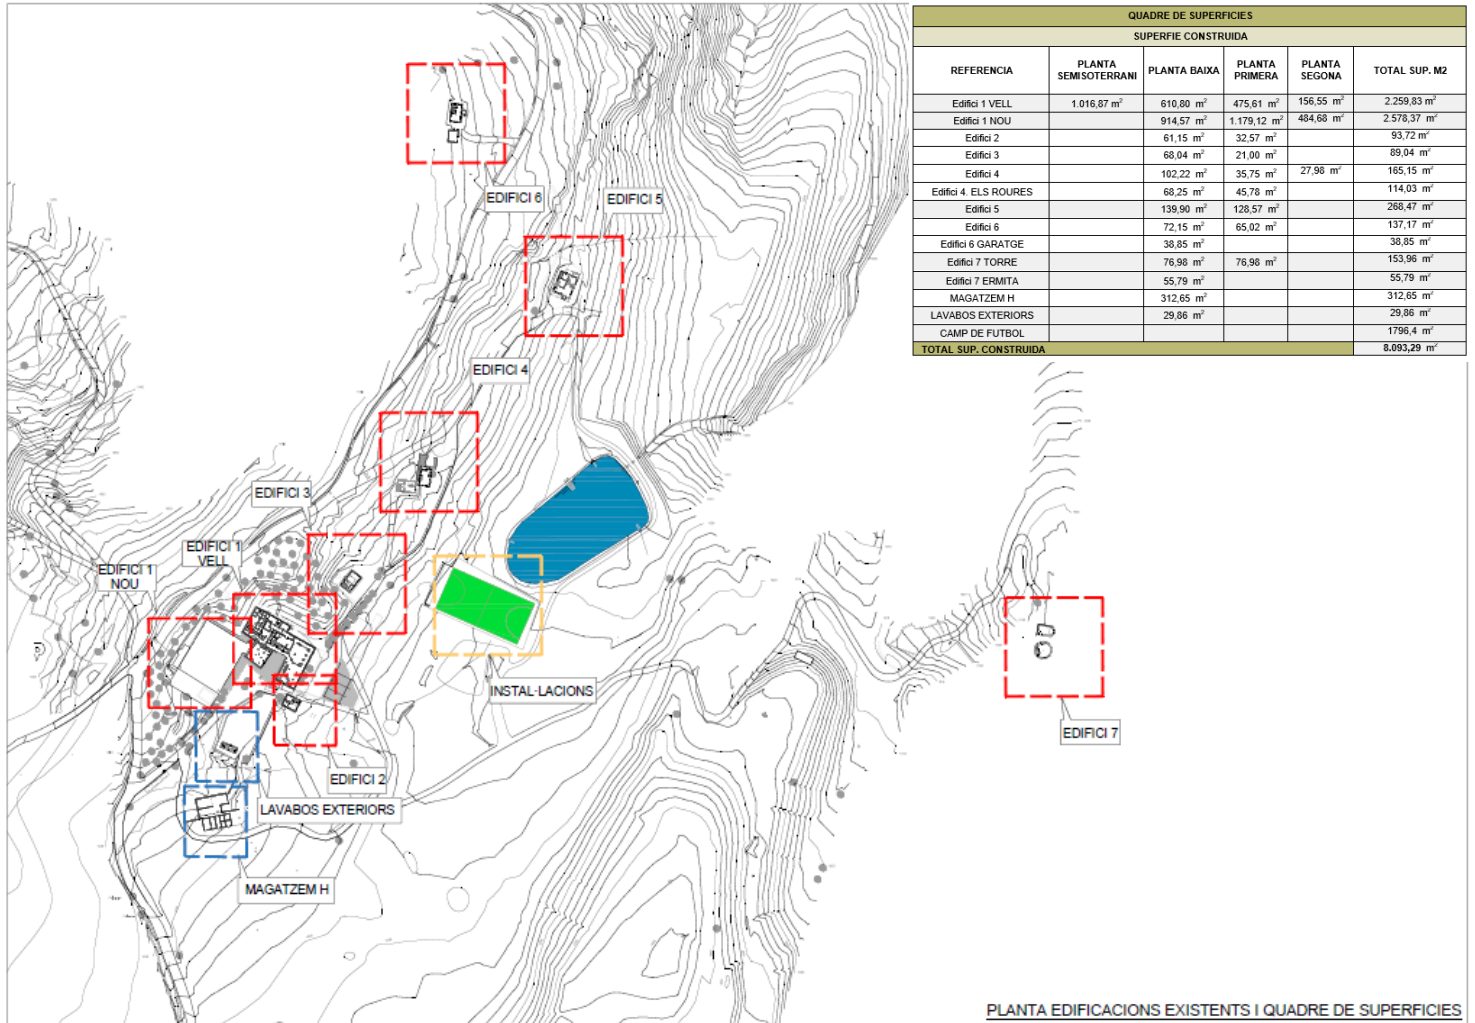 QUADRE DE SUPERFICIES
SUPERFIE CONSTRUIDA
REFERENCIA PLANTA SEMISOTERRANI PLANTA BAIXA PLANTA PRIMERA PLANTA SEGONA TOTAL SUP. M2
Edifici 1 VELL 1.016,87 m² 610,80 m² 475,61 m² 156,55 m² 2.259,83 m²
Edifici 1 NOU 914,57 m² 1.179,12 m² 484,68 m² 2.578,37 m²
Edifici 2 61,15 m² 32,57 m² 93,72 m²
Edifici 3 68,04 m² 21,00 m² 89,04 m²
Edifici 4 102,22 m² 35,75 m² 27,98 m² 165,15 m²
Edifici 4. ELS ROURES 68,25 m² 45,78 m² 114,03 m²
Edifici 5 139,90 m² 128,57 m² 268,47 m²
Edifici 6 72,15 m² 65,02 m² 137,17 m²
Edifici 6 GARATGE 38,85 m² 38,85 m²
Edifici 7 TORRE 76,98 m² 76,98 m² 153,96 m²
Edifici 7 ERMITA 55,79 m² 55,79 m²
MAGATZEM H 312,65 m² 312,65 m²
LAVABOS EXTERIORS 29,86 m² 29,86 m²
CAMP DE FUTBOL 1796,4 m²
TOTAL SUP. CONSTRUIDA 8.093,29 m²
EDIFICI 6
EDIFICI 5
EDIFICI 4
EDIFICI 3
EDIFICI 1
VELL
EDIFICI 1
NOU
INSTAL·LACIONS
EDIFICI 7
EDIFICI 2
LAVABOS EXTERIORS
MAGATZEM H
PLANTA EDIFICACIONS EXISTENTS I QUADRE DE SUPERFICIES